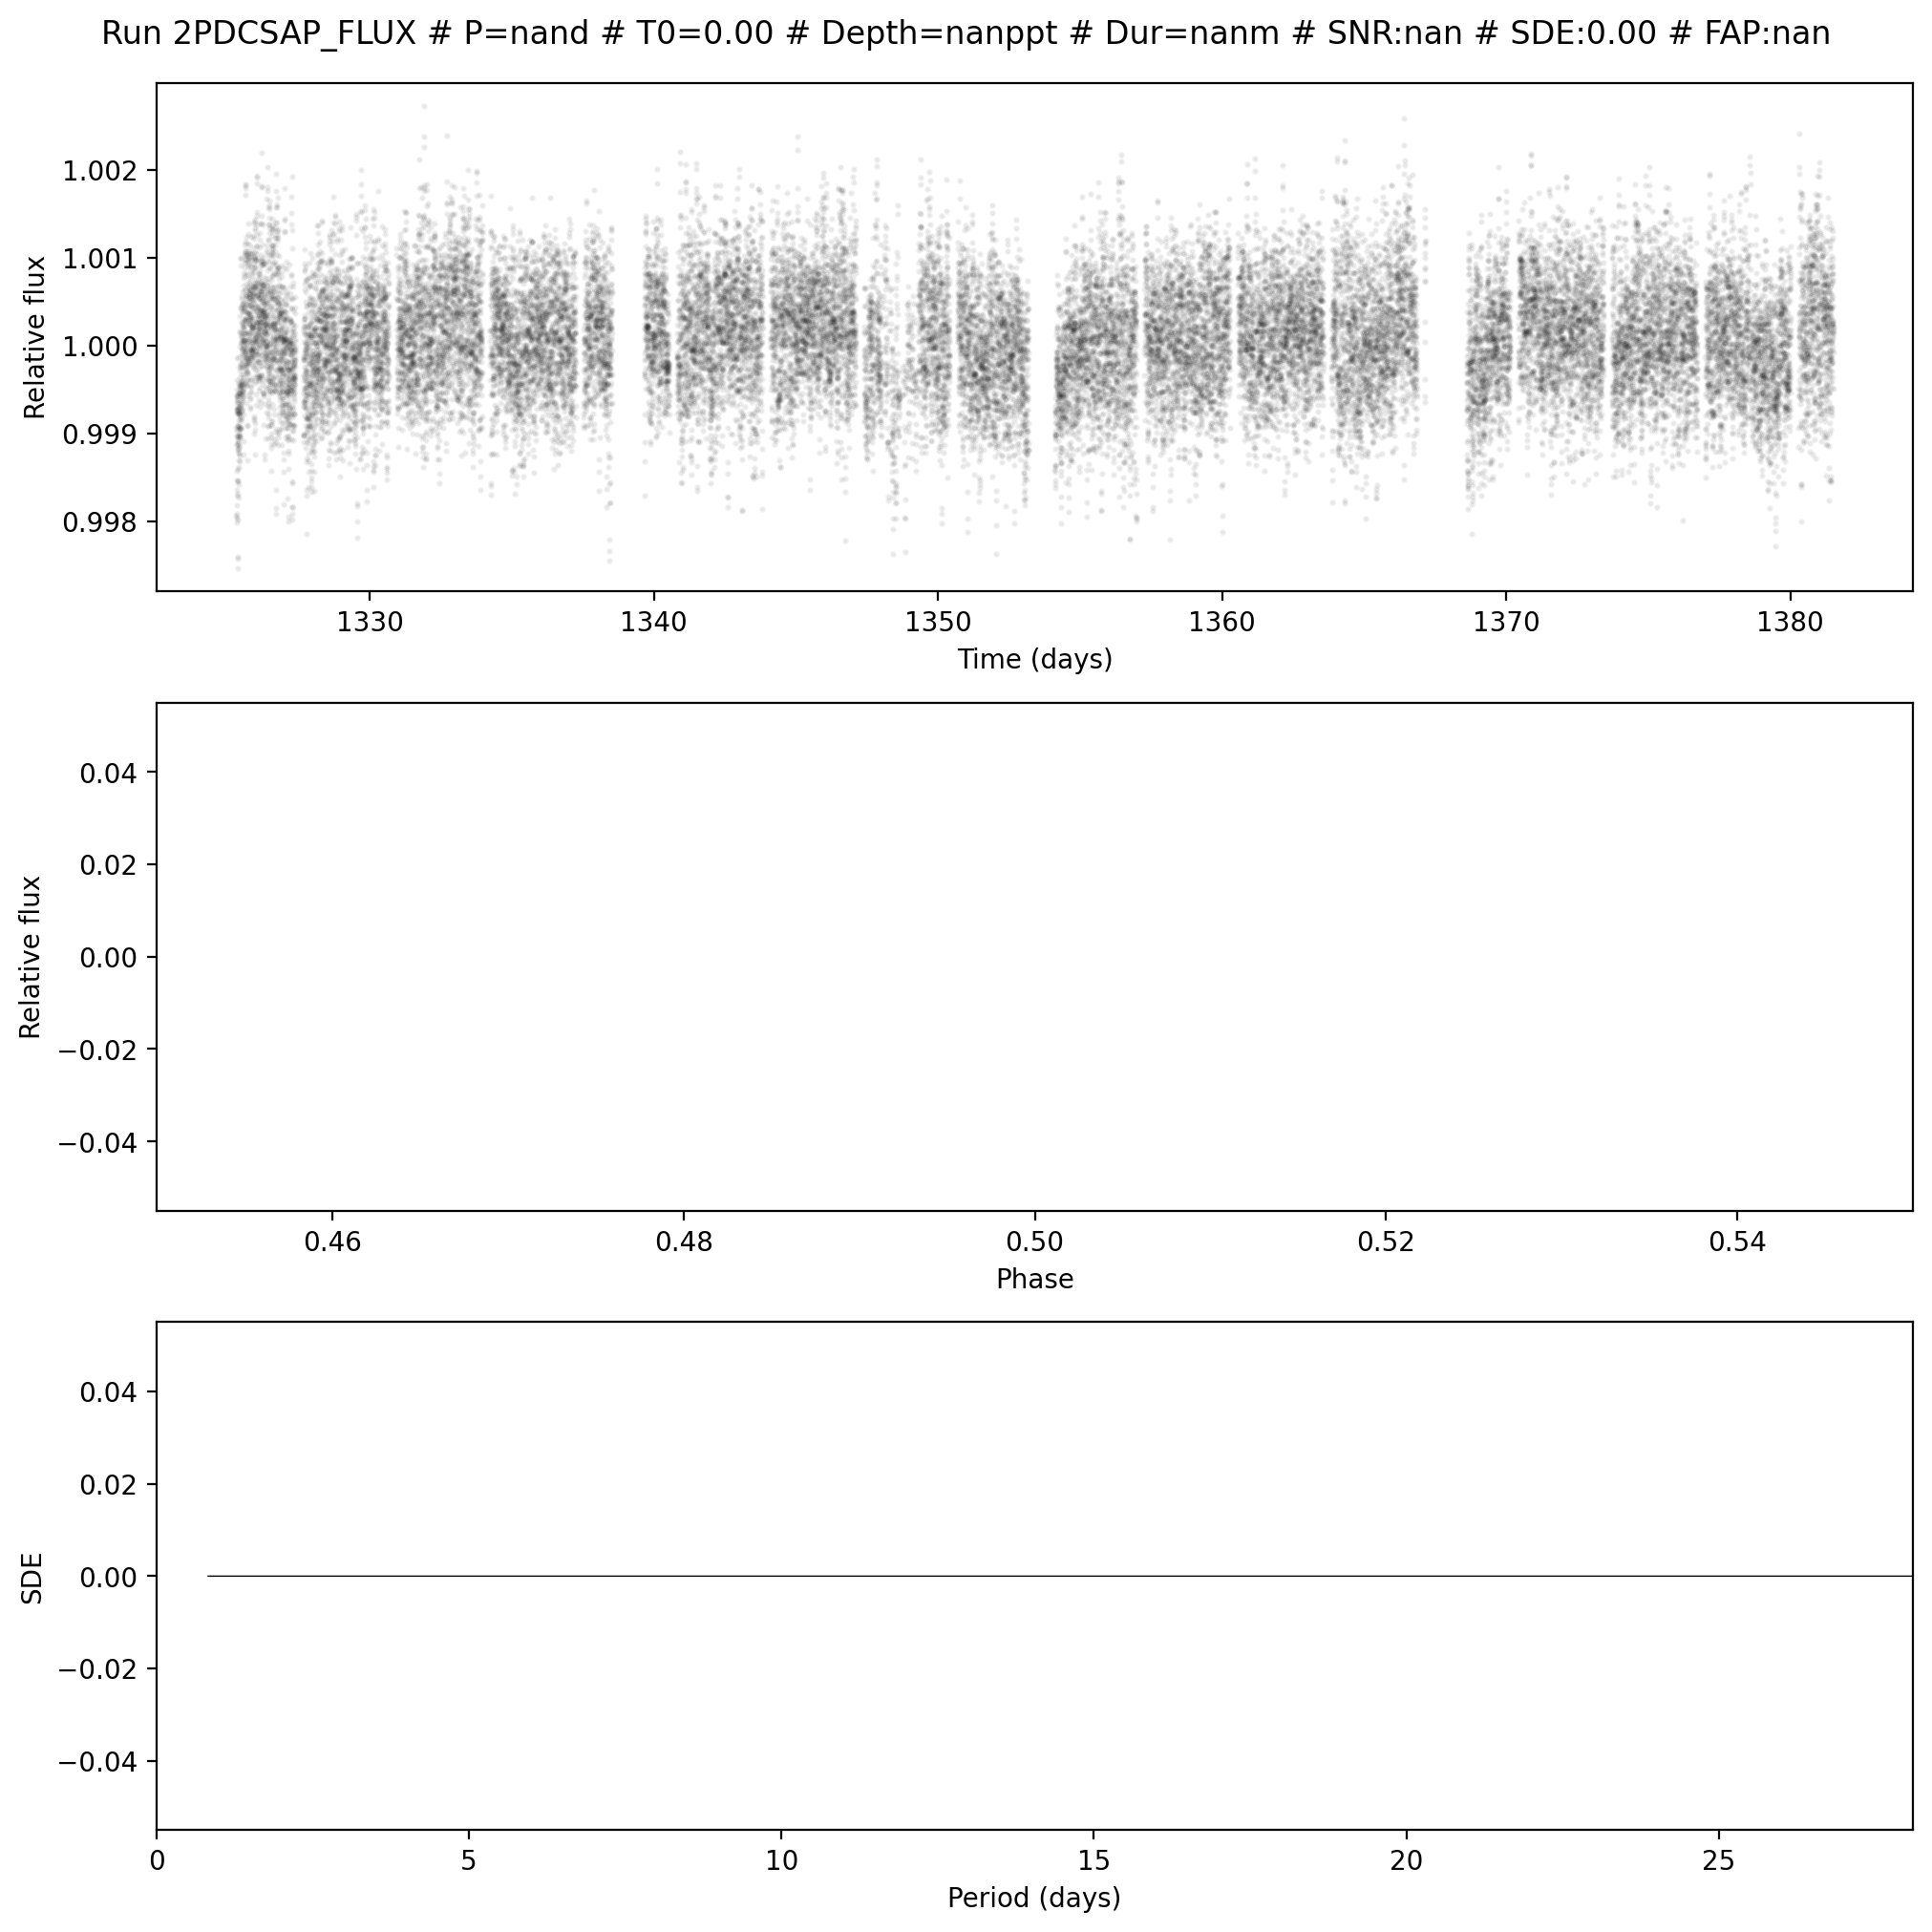 Run 2PDCSAP_FLUX # P=nand # T0=0.00 # Depth=nanppt # Dur=nanm # SNR:nan # SDE:0.00 # FAP:nan
1.002
1.001
1.000
0.999
0.998
Relative flux
1330 1340 1350 1360 1370 1380
Time (days)
0.04
0.02
0.00
−0.02
−0.04
Relative flux
0.46 0.48 0.50 0.52 0.54
Phase
0.04
0.02
0.00
−0.02
−0.04
SDE
0 5 10 15 20 25
Period (days)